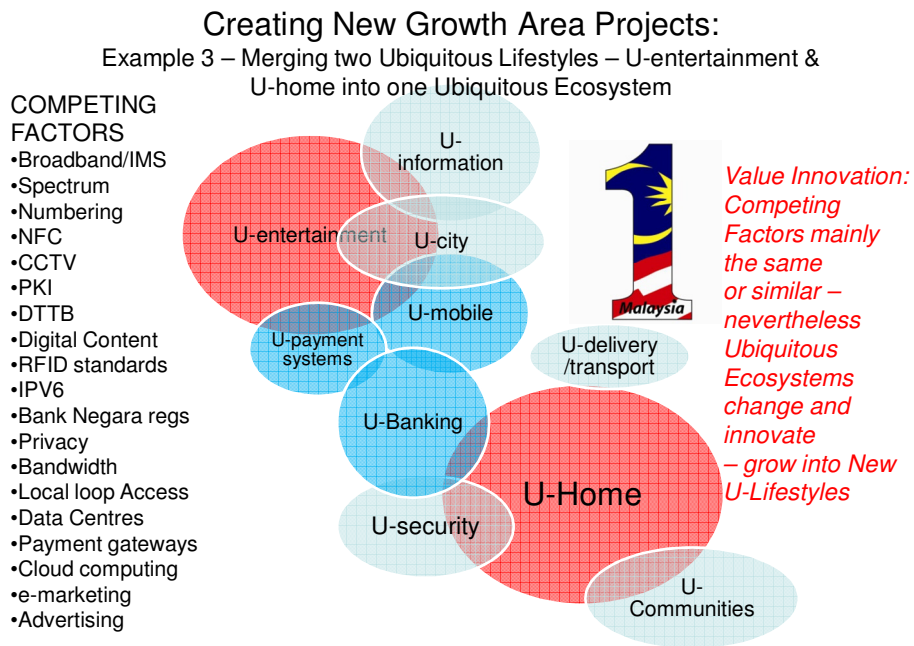 Creating New Growth Area Projects:
Example 3 – Merging two Ubiquitous Lifestyles – U-entertainment &
U-home into one Ubiquitous Ecosystem
COMPETING
FACTORS
•Broadband/IMS
•Spectrum
•Numbering
•NFC
•CCTV
•PKI
•DTTB
•Digital Content
•RFID standards
•IPV6
•Bank Negara regs
•Privacy
•Bandwidth
•Local loop Access
•Data Centres
•Payment gateways
•Cloud computing
•e-marketing
•Advertising
U-
information
U-entertainment
U-city
U-mobile
U-payment
systems
U-delivery
/transport
U-Banking
U-Home
U-security
U-
Communities
1
Malaysia
Value Innovation:
Competing
Factors mainly
the same
or similar –
nevertheless
Ubiquitous
Ecosystems
change and
innovate
– grow into New
U-Lifestyles